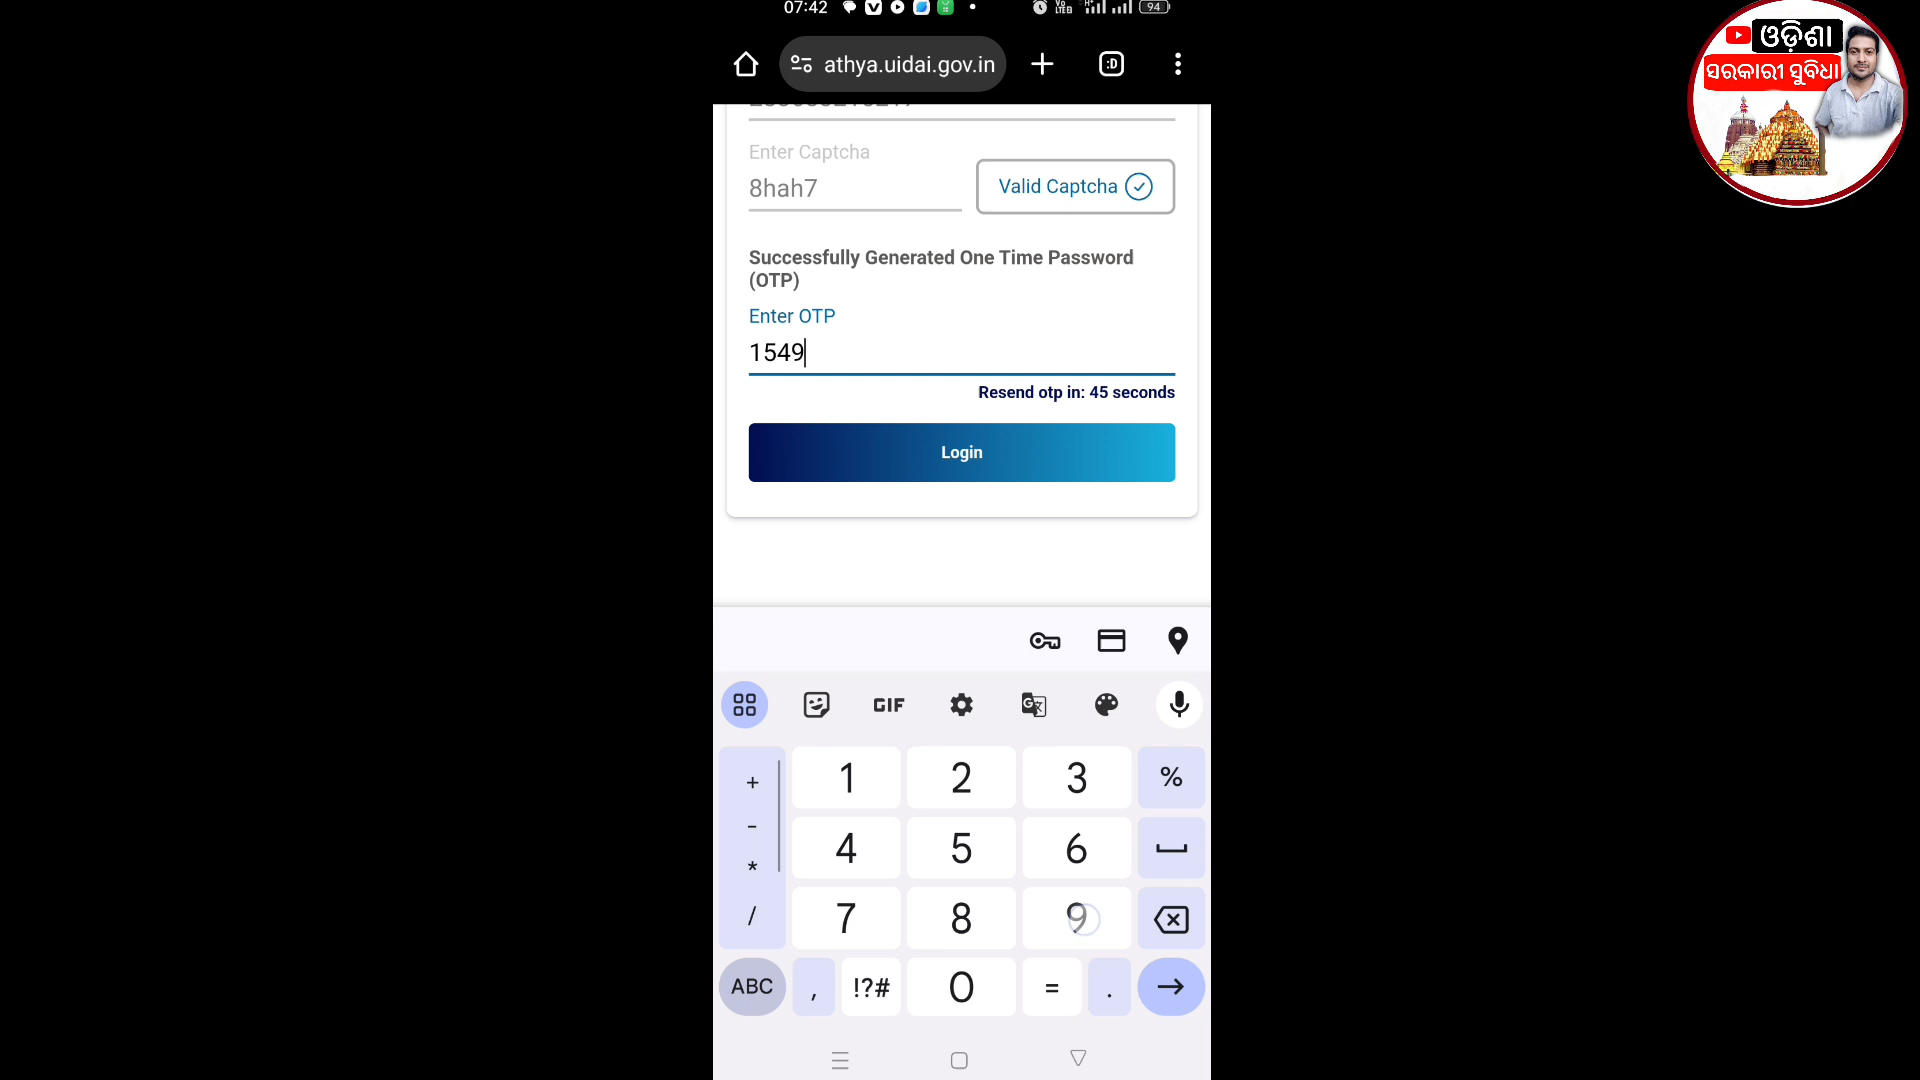 07:42
94
athya.uidai.gov.in
:D
ଓଡ଼ିଶା
ସରକାରୀ ସୁବିଧା
Enter Captcha
8hah7
Valid Captcha
Successfully Generated One Time Password
(OTP)
Enter OTP
1549
Resend otp in: 45 seconds
Login
GIF
+ 1 2 3 %
-
4 5 6
*
/ 7 8 9
ABC , !?# 0 = .